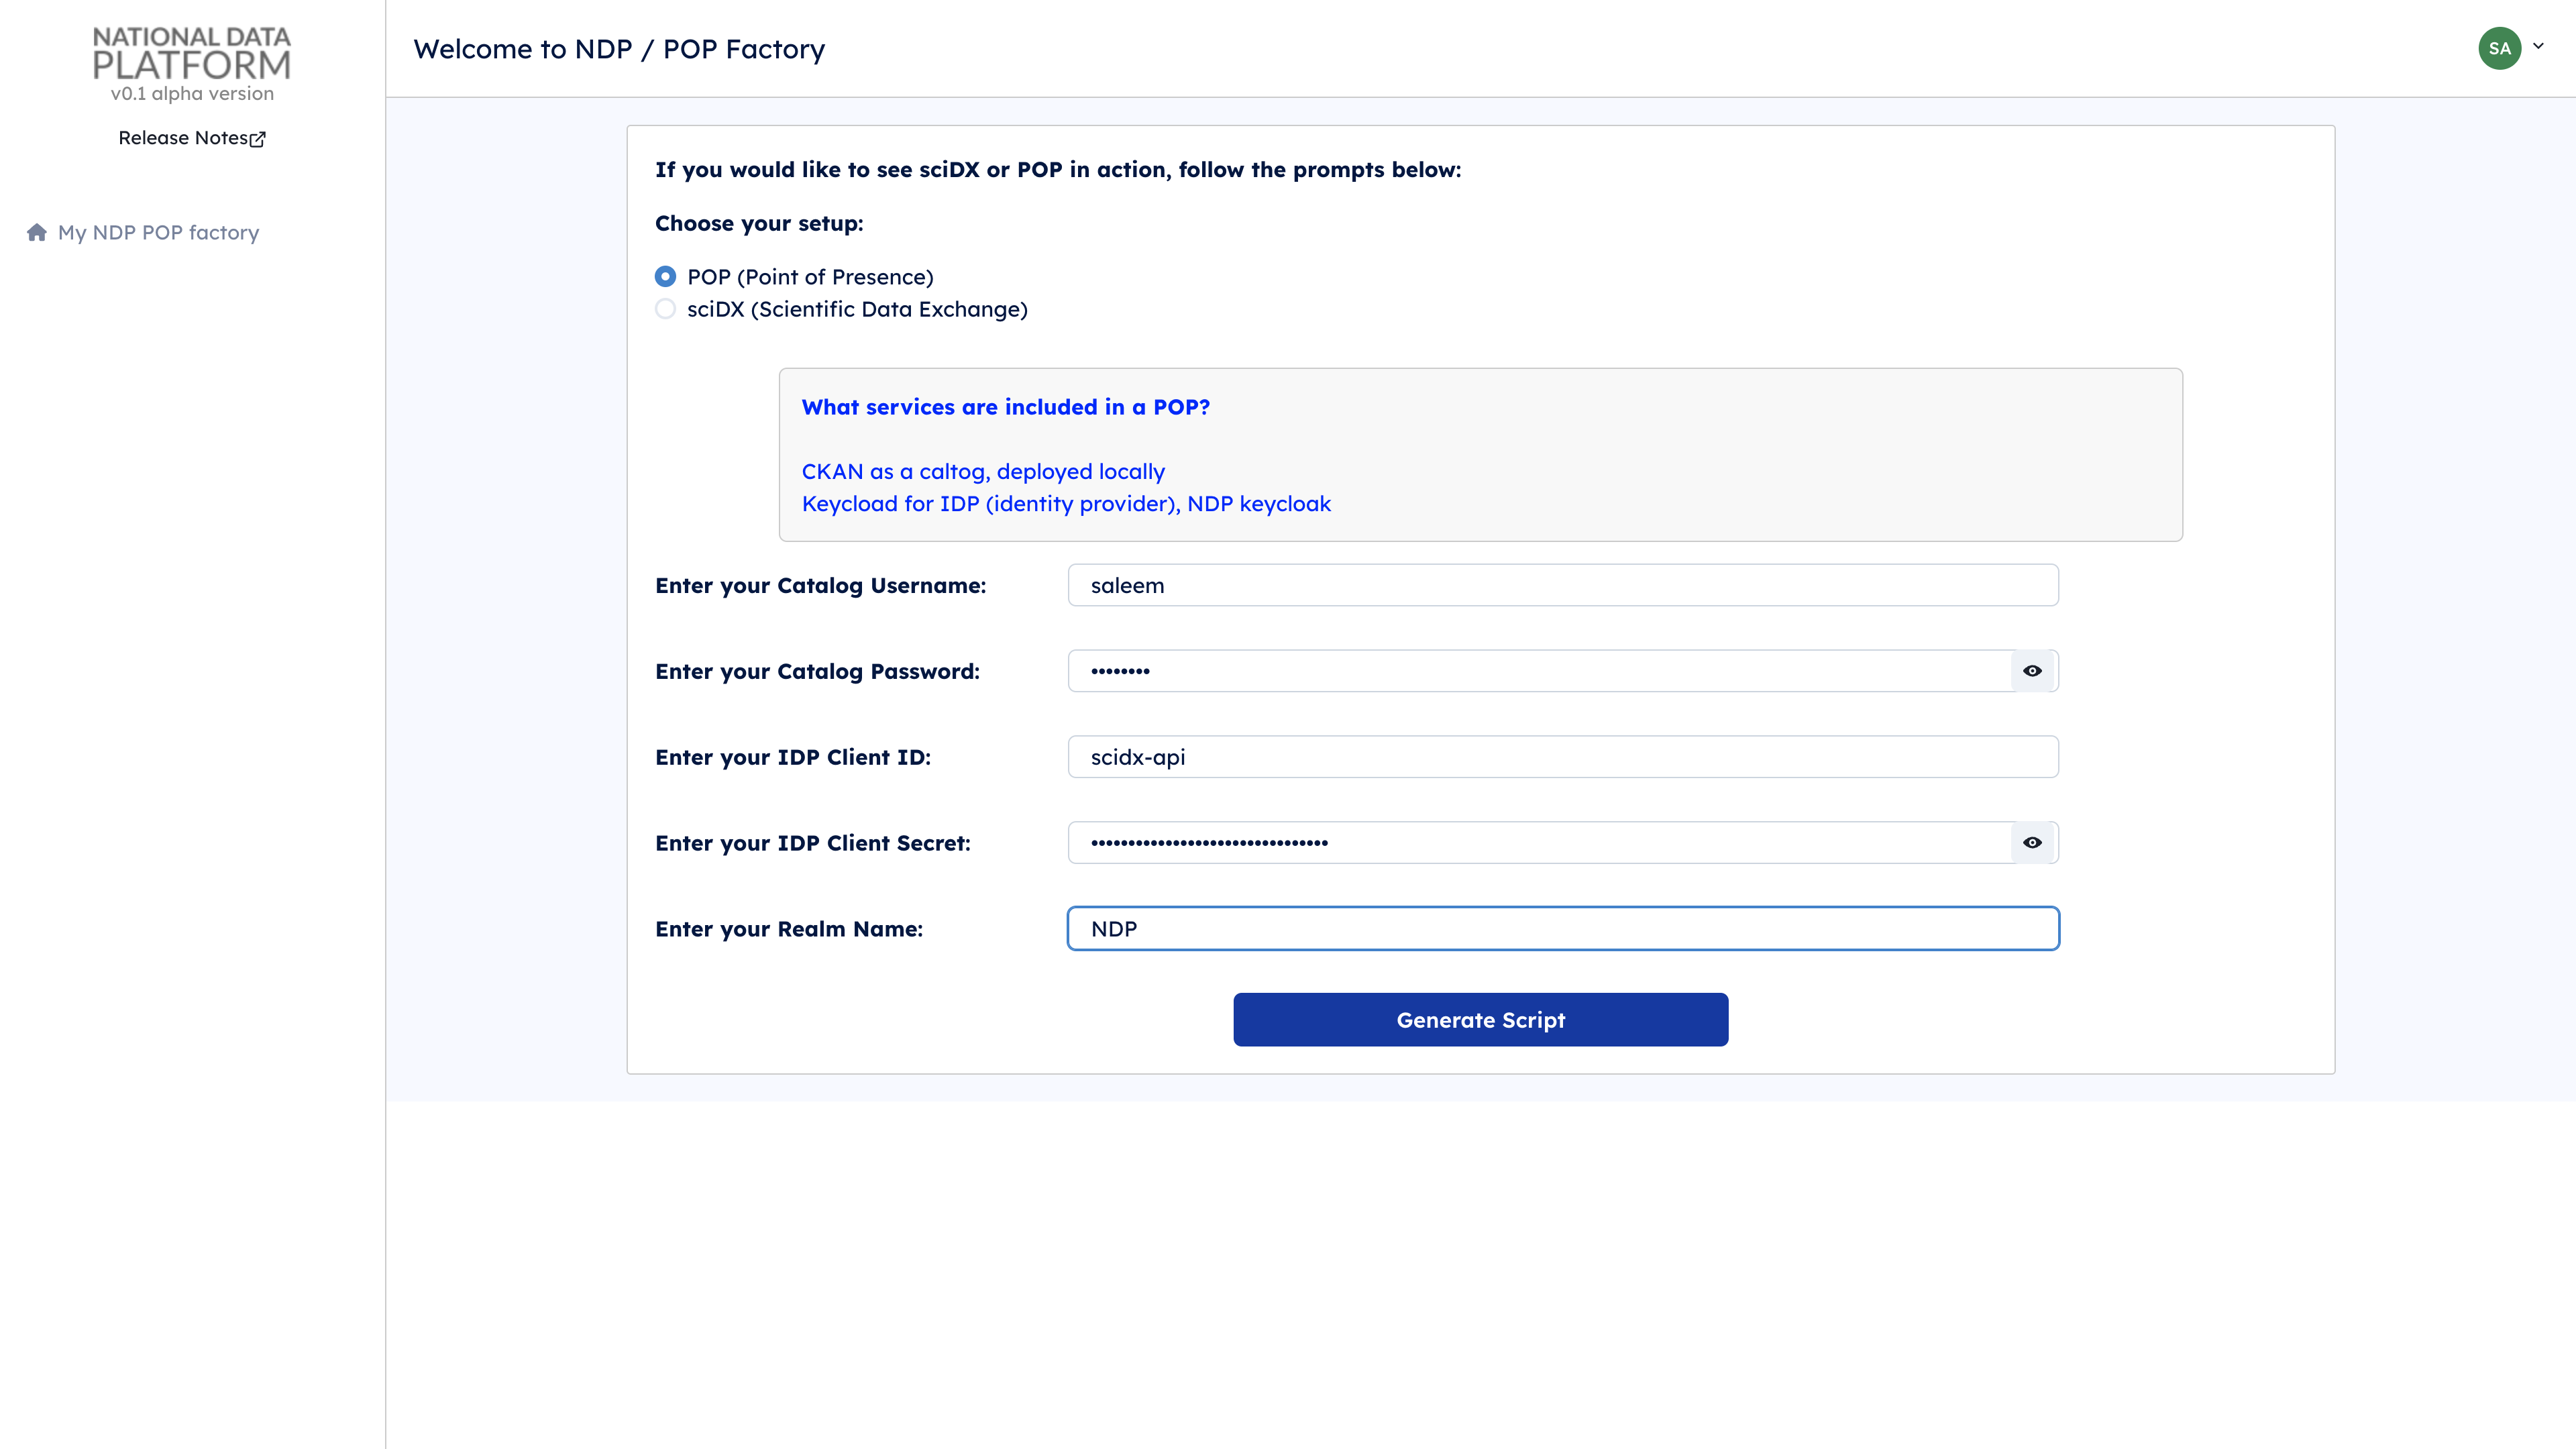 NATIONAL DATA
PLATFORM
v0.1 alpha version
Release Notes
My NDP POP factory
Welcome to NDP / POP Factory
SA
If you would like to see sciDX or POP in action, follow the prompts below:
Choose your setup:
POP (Point of Presence)
sciDX (Scientific Data Exchange)
What services are included in a POP?
CKAN as a caltog, deployed locally
Keycload for IDP (identity provider), NDP keycloak
Enter your Catalog Username: saleem
Enter your Catalog Password: ••••••••
Enter your IDP Client ID: scidx-api
Enter your IDP Client Secret: ••••••••••••••••••••••••••••••••
Enter your Realm Name: NDP
Generate Script